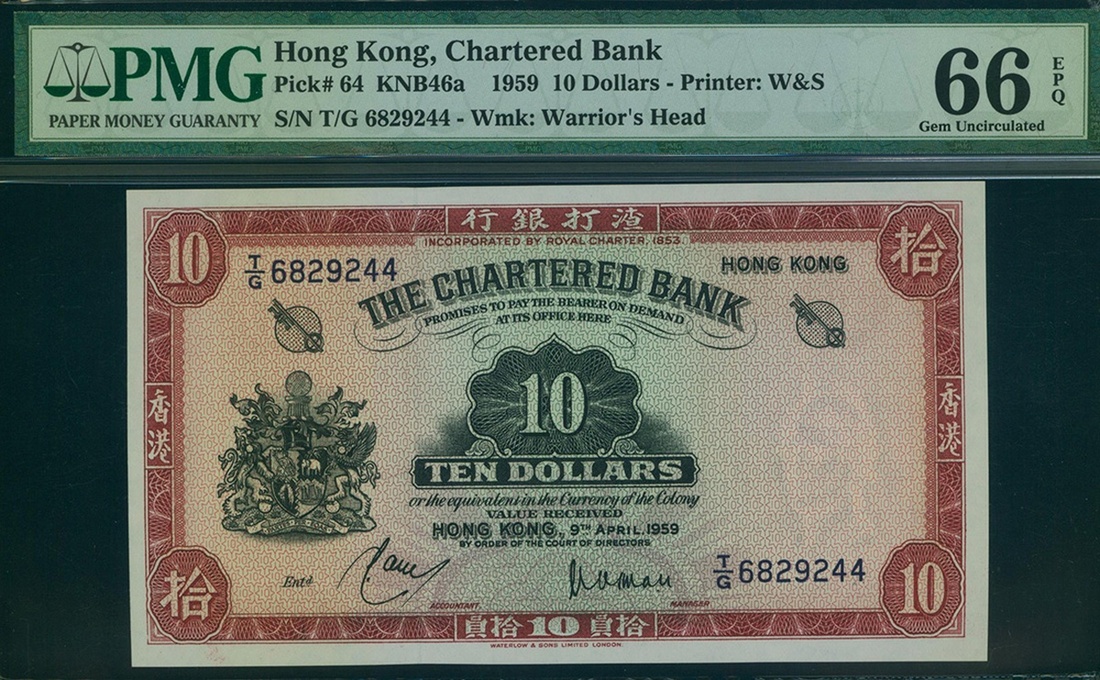 PMG
PAPER MONEY GUARANTY
Hong Kong, Chartered Bank
Pick# 64 KNB46a 1959 10 Dollars - Printer: W&S
S/N T/G 6829244 - Wmk: Warrior's Head
66 EPQ
Gem Uncirculated
行銀打渣
INCORPORATED BY ROYAL CHARTER, 1853.
10
拾
T/G 6829244
HONG KONG
THE CHARTERED BANK
PROMISES TO PAY THE BEARER ON DEMAND
AT ITS OFFICE HERE
10
香港
香港
TEN DOLLARS
or the equivalent in the Currency of the Colony
VALUE RECEIVED
HONG KONG, 9TH APRIL, 1959
BY ORDER OF THE COURT OF DIRECTORS
Entd
T/G 6829244
拾
10
ACCOUNTANT.
MANAGER
員拾 10 員拾
WATERLOW & SONS LIMITED LONDON.